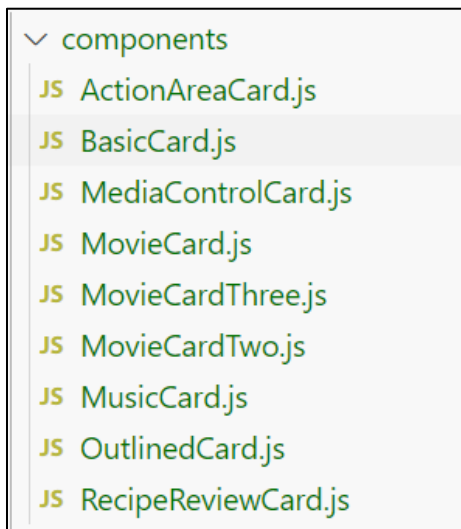 components
JS ActionAreaCard.js
JS BasicCard.js
JS MediaControlCard.js
JS MovieCard.js
JS MovieCardThree.js
JS MovieCardTwo.js
JS MusicCard.js
JS OutlinedCard.js
JS RecipeReviewCard.js